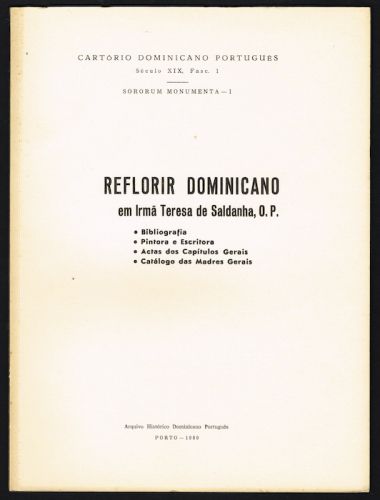 CARTÓRIO DOMINICANO PORTUGUÊS
Século XIX, Fasc. 1
SORORUM MONUMENTA — I
REFLORIR DOMINICANO
em Irmã Teresa de Saldanha, O. P.
• Bibliografia
• Pintora e Escritora
• Actas dos Capítulos Gerais
• Catálogo das Madres Gerais
Arquivo Histórico Dominicano Português
PORTO —